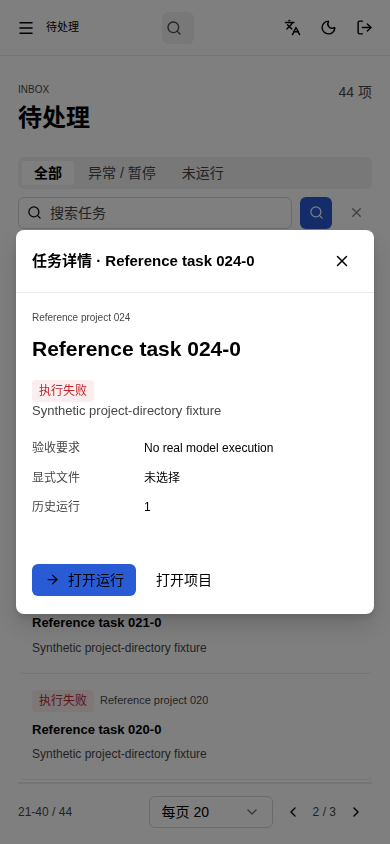 待处理
INBOX
44 项
待处理
全部 异常 / 暂停 未运行
搜索任务
任务详情 · Reference task 024-0
Reference project 024
Reference task 024-0
执行失败
Synthetic project-directory fixture
验收要求 No real model execution
显式文件 未选择
历史运行 1
打开运行 打开项目
Reference task 021-0
Synthetic project-directory fixture
执行失败 Reference project 020
Reference task 020-0
Synthetic project-directory fixture
21-40 / 44 每页 20 2 / 3